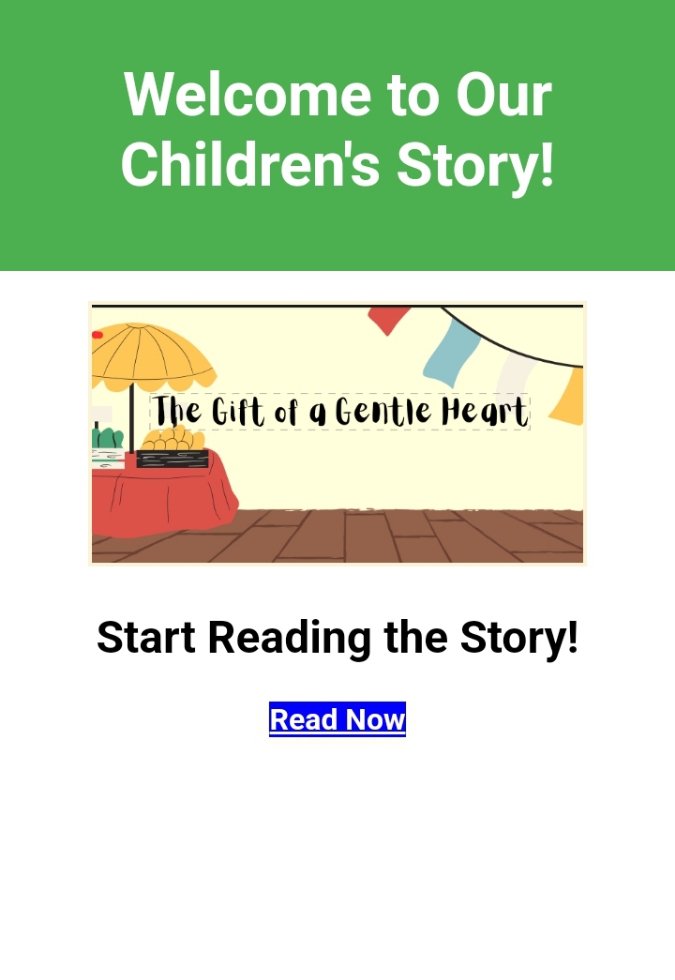 Welcome to Our
Children's Story!
The Gift of a Gentle Heart
Start Reading the Story!
Read Now